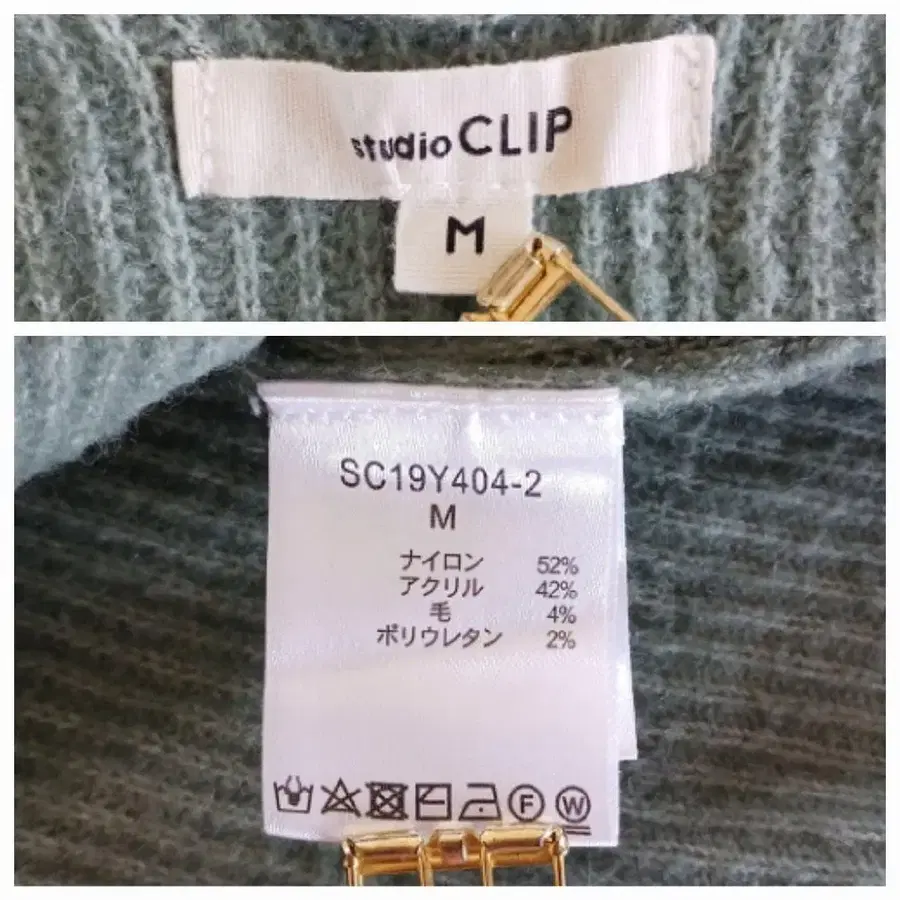 studio CLIP
M
SC19Y404-2
M
ナイロン 52%
アクリル 42%
毛 4%
ポリウレタン 2%
F W